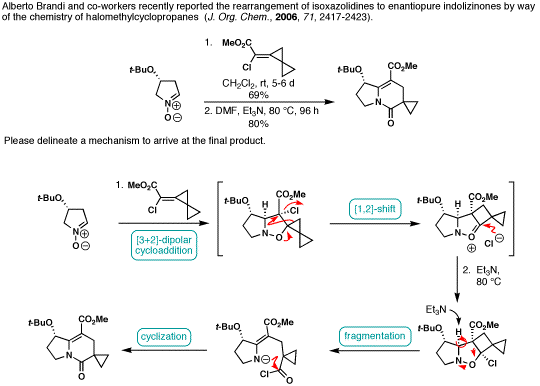 Alberto Brandi and co-workers recently reported the rearrangement of isoxazolidines to enantiopure indolizinones by way
of the chemistry of halomethylcyclopropanes (J. Org. Chem., 2006, 71, 2417-2423).
1. MeO₂C
Cl
t-BuO
N
⊕
O⊖
CH₂Cl₂, rt, 5-6 d
69%
2. DMF, Et₃N, 80 °C, 96 h
80%
t-BuO
CO₂Me
N
O
Please delineate a mechanism to arrive at the final product.
t-BuO
N
⊕
O⊖
1. MeO₂C
Cl
[3+2]-dipolar
cycloaddition
t-BuO
H
CO₂Me
Cl
N
O
[1,2]-shift
t-BuO
H
CO₂Me
N
O
⊕
Cl
⊖
2. Et₃N,
80 °C
Et₃N
t-BuO
H
CO₂Me
N
O
Cl
fragmentation
t-BuO
CO₂Me
N
⊖
Cl
O
cyclization
t-BuO
CO₂Me
N
O